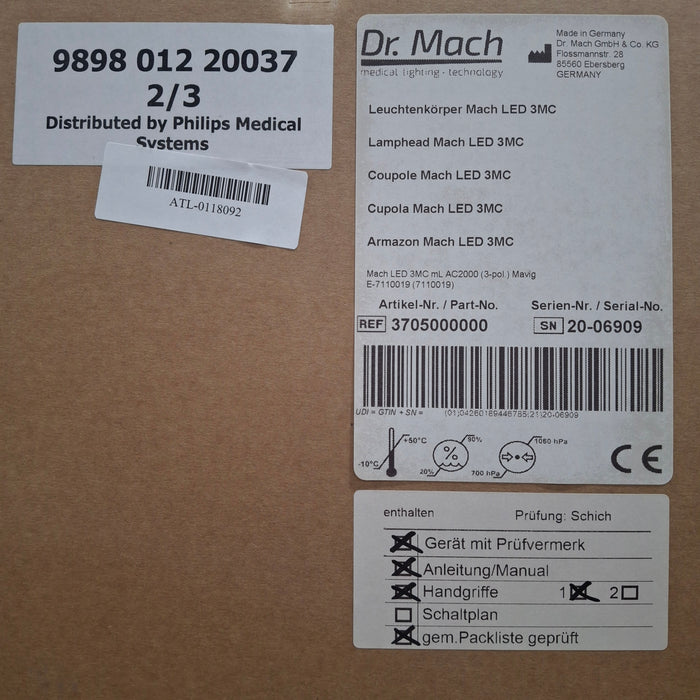 9898 012 20037
2/3
Distributed by Philips Medical
Systems
ATL-0118092
Dr. Mach
medical lighting · technology
Made in Germany
Dr. Mach GmbH & Co. KG
Flossmannstr. 28
85560 Ebersberg
GERMANY
Leuchtenkörper Mach LED 3MC
Lamphead Mach LED 3MC
Coupole Mach LED 3MC
Cupola Mach LED 3MC
Armazon Mach LED 3MC
Mach LED 3MC mL AC2000 (3-pol.) Mavig
E-7110019 (7110019)
Artikel-Nr. / Part-No. Serien-Nr. / Serial-No.
REF 3705000000 SN 20-06909
UDI = GTIN + SN = (01)04260189446785(21)20-06909
-10°C +50°C 20% % 90% 700 hPa 1060 hPa
CE
enthalten Prüfung: Schich
Gerät mit Prüfvermerk
Anleitung/Manual
Handgriffe 1 2
Schaltplan
gem.Packliste geprüft